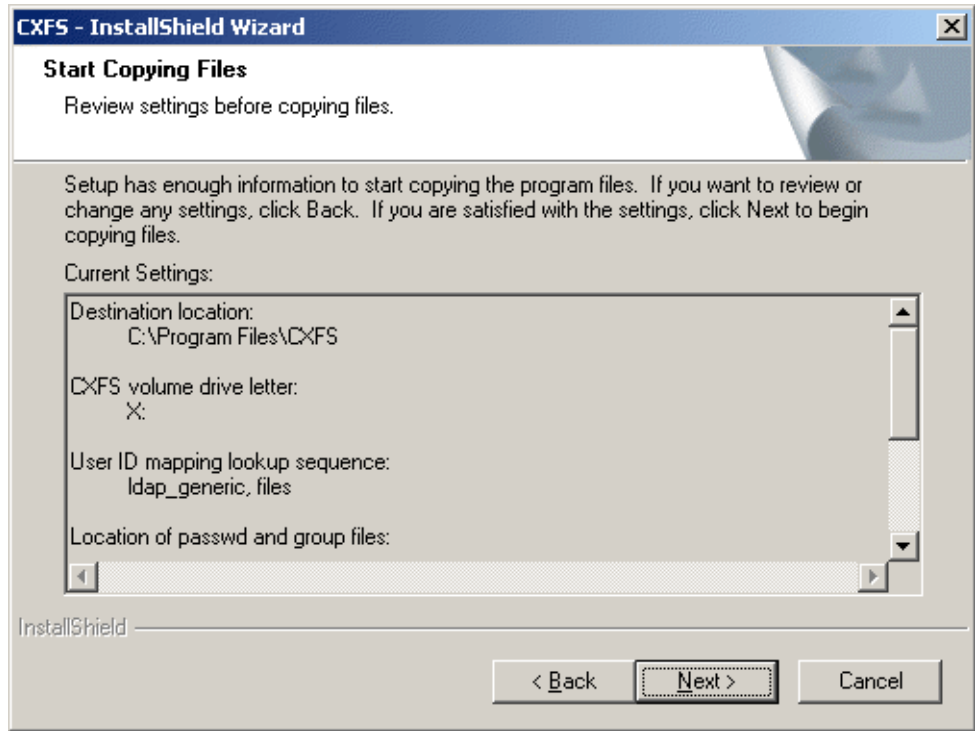 CXFS - InstallShield Wizard
Start Copying Files
Review settings before copying files.
Setup has enough information to start copying the program files.  If you want to review or
change any settings, click Back.  If you are satisfied with the settings, click Next to begin
copying files.
Current Settings:
Destination location:
C:\Program Files\CXFS
CXFS volume drive letter:
X:
User ID mapping lookup sequence:
ldap_generic, files
Location of passwd and group files:
InstallShield
< Back
Next >
Cancel